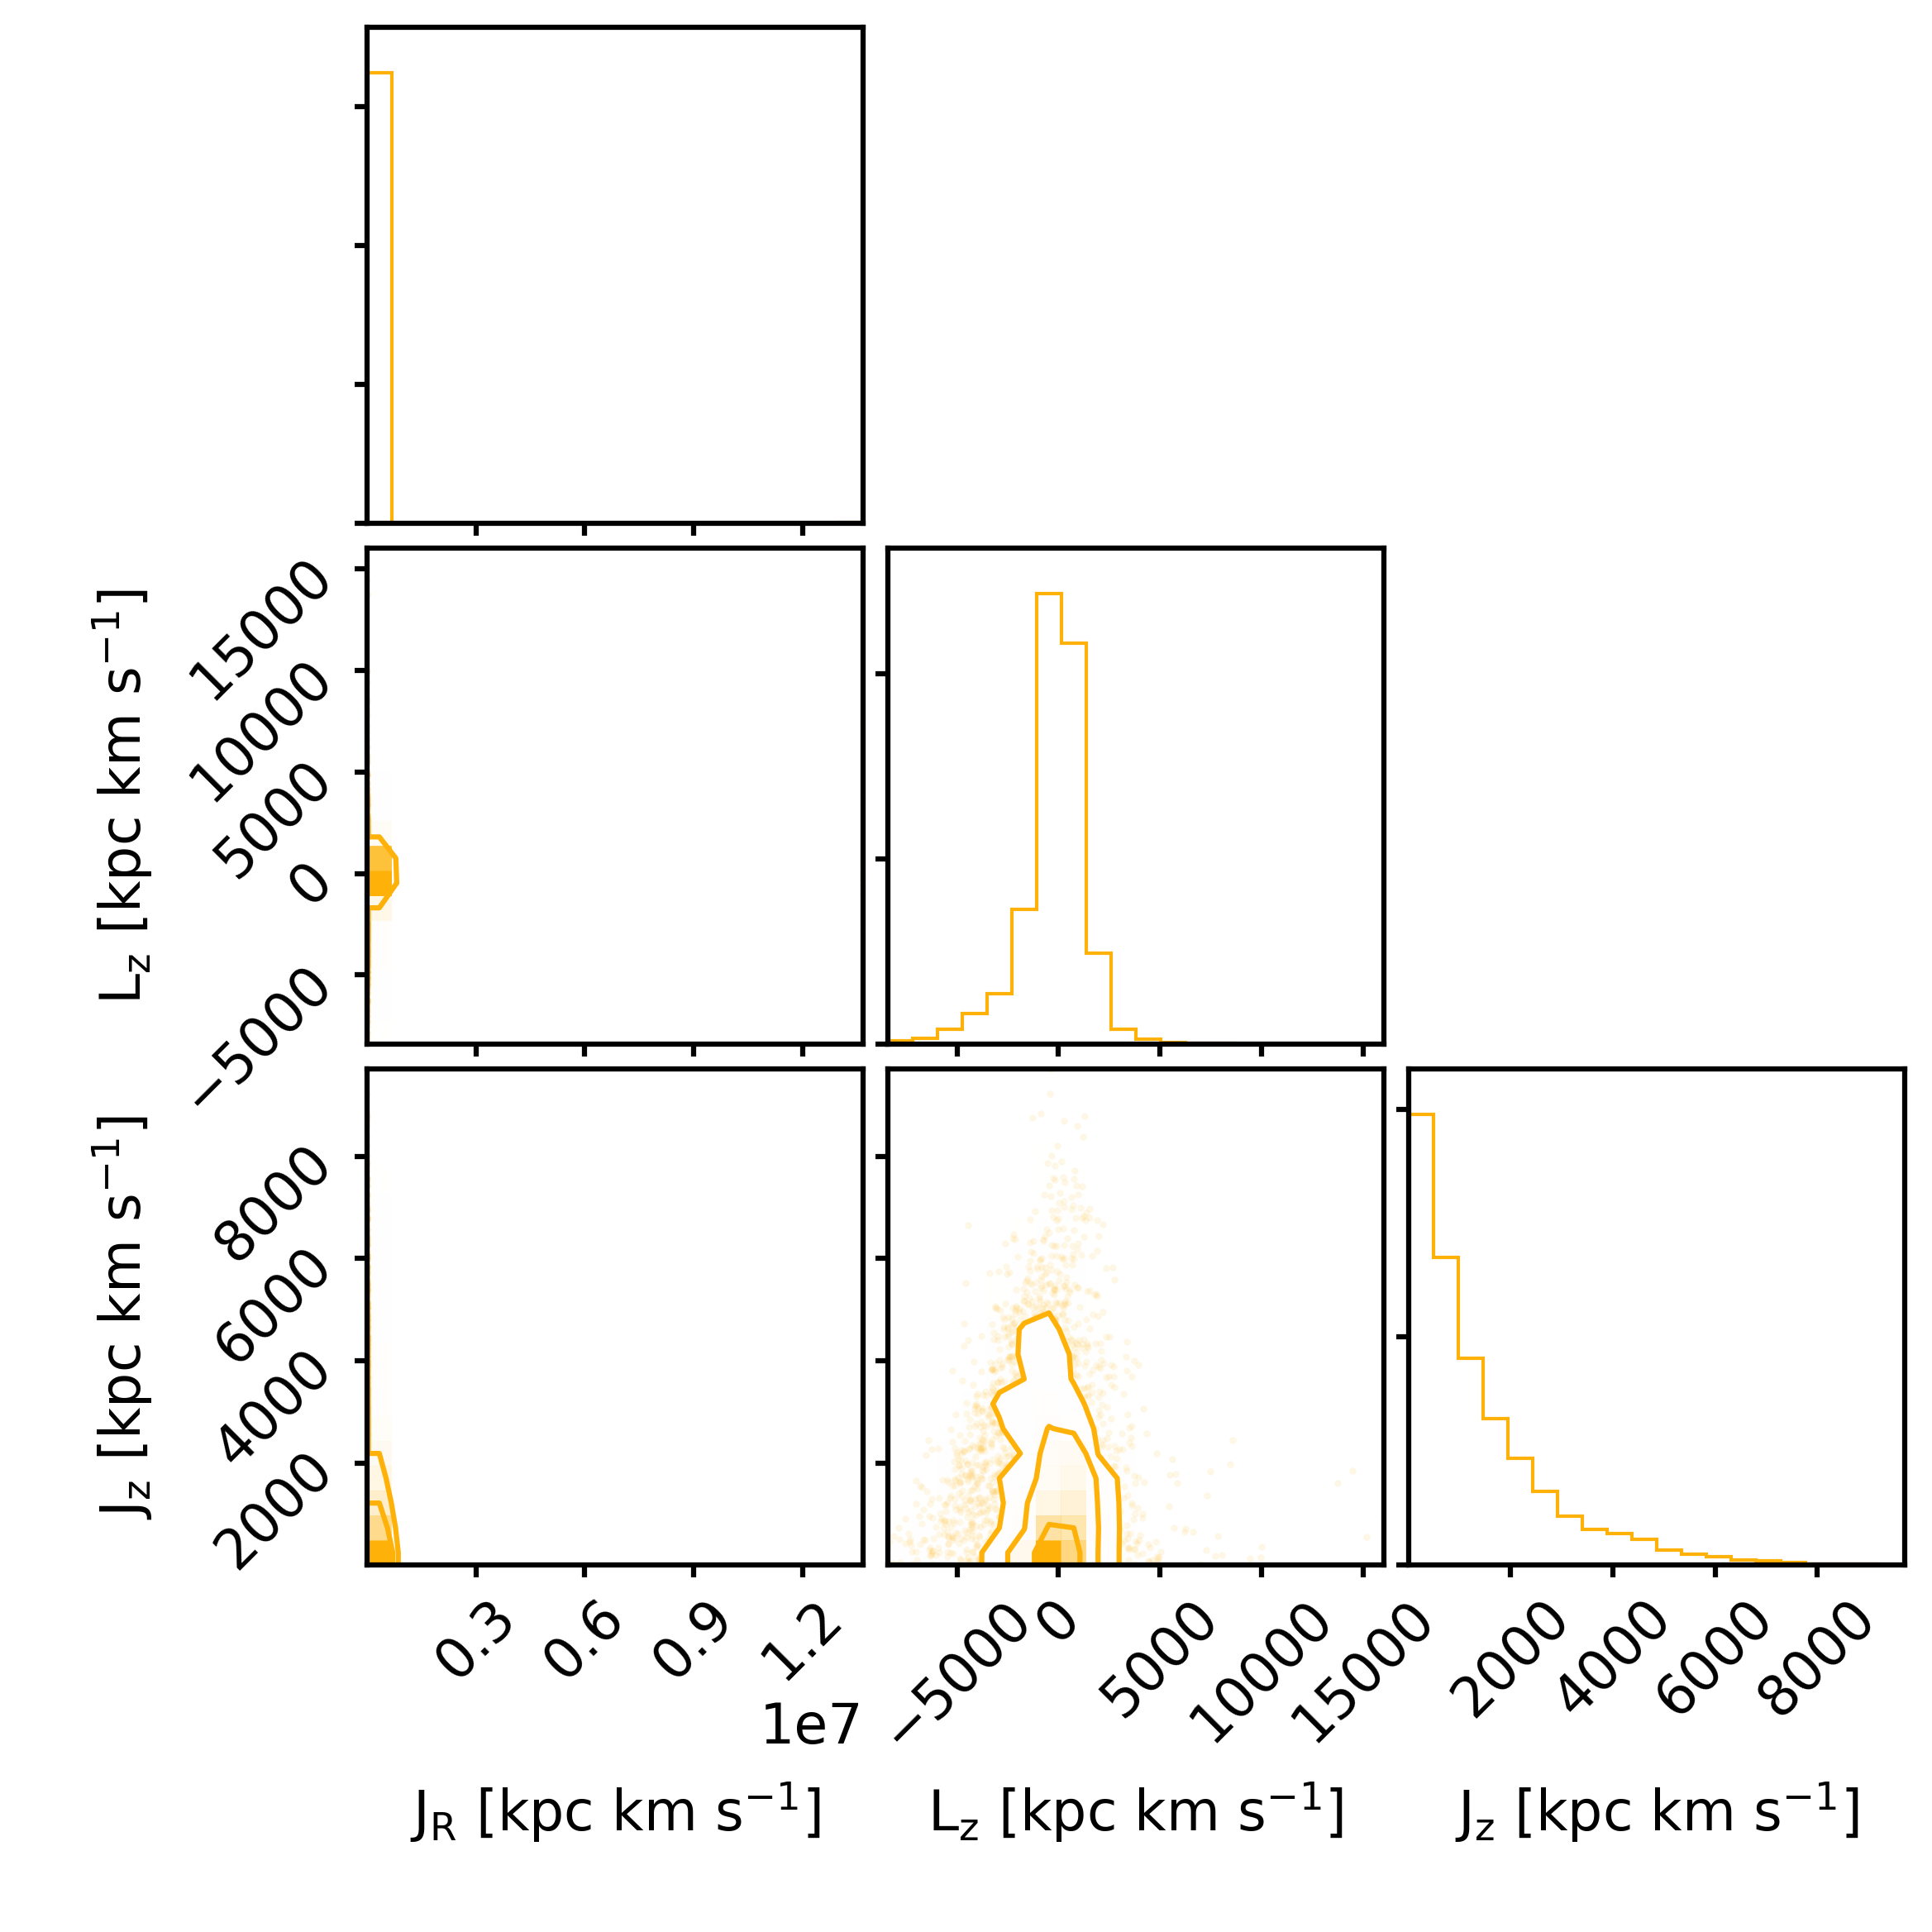 15000
10000
5000
0
−5000
L_z [kpc km s⁻¹]
8000
6000
4000
2000
J_z [kpc km s⁻¹]
0.3 0.6 0.9 1.2
1e7
−5000 0 5000 10000 15000
2000 4000 6000 8000
J_R [kpc km s⁻¹]
L_z [kpc km s⁻¹]
J_z [kpc km s⁻¹]